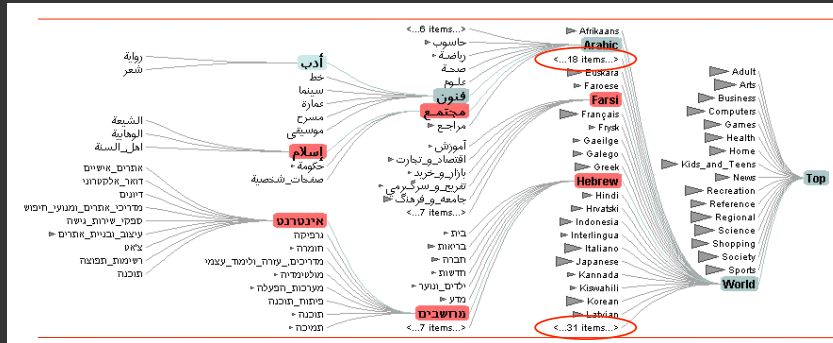 Top
Adult
Arts
Business
Computers
Games
Health
Home
Kids_and_Teens
News
Recreation
Reference
Regional
Science
Shopping
Society
Sports
World
Afrikaans
Arabic
<...18 items...>
Euskara
Faroese
Farsi
Français
Frysk
Gaeilge
Galego
Greek
Hebrew
Hindi
Hrvatski
Indonesia
Interlingua
Italiano
Japanese
Kannada
Kiswahili
Korean
Latvian
<...31 items...>
<...6 items...>
حاسوب
رياضة
صحة
علوم
فنون
مجتمع
مراجع
آموزش
اقتصاد_و_تجارت
بازار_و_خرید
تفریح_و_سرگرمی
جامعه_و_فرهنگ
<...7 items...>
בית
בריאות
חברה
חדשות
ילדים_ונוער
מדע
מחשבים
<...7 items...>
أدب
خط
سينما
عمارة
مسرح
موسيقى
إسلام
حكومة
صفحات_شخصية
אינטרנט
גרפיקה
חומרה
מדריכים,_עזרה_ולימוד_עצמי
מולטימדיה
מערכות_הפעלה
פיתוח_תוכנה
תוכנה
תמיכה
رواية
شعر
الشيعة
الوهابية
اهل_السنة
אתרים_אישיים
דואר_אלקטרוני
דיונים
מדריכי_אתרים_ומנועי_חיפוש
ספקי_שירות_גישה
עיצוב_ובניית_אתרים
צ'אט
רשימות_תפוצה
תוכנה